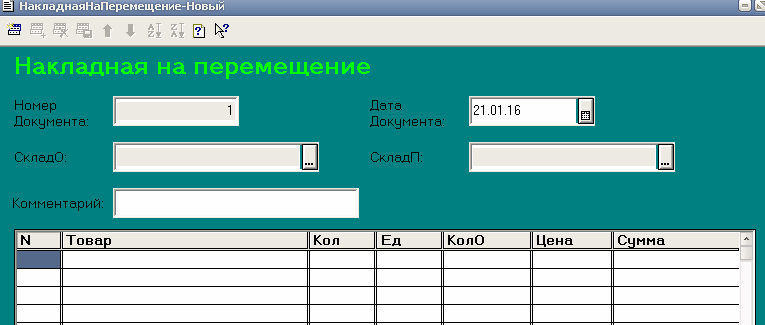 НакладнаяНаПеремещение-Новый
Накладная на перемещение
Номер Документа: 1 Дата Документа: 21.01.16
СкладО: ... СкладП: ...
Комментарий:
N Товар Кол Ед КолО Цена Сумма